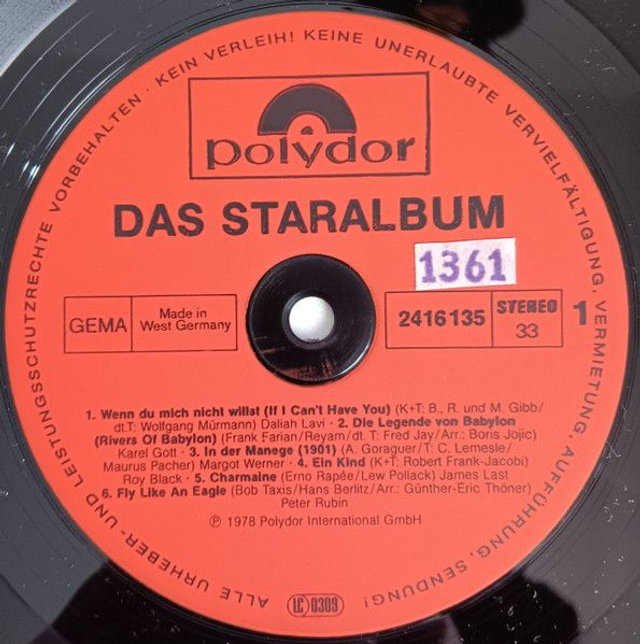 polydor
DAS STARALBUM
1361
GEMA
Made in
West Germany
2416 135
STEREO
33
1
1. Wenn du mich nicht willst (If I Can't Have You) (K+T: B., R. und M. Gibb/
dt.T: Wolfgang Mürmann) Daliah Lavi · 2. Die Legende von Babylon
(Rivers Of Babylon) (Frank Farian/Reyam/dt. T: Fred Jay/Arr.: Boris Jojic)
Karel Gott · 3. In der Manege (1901) (A. Goraguer/T: C. Lemesle/
Maurus Pacher) Margot Werner · 4. Ein Kind (K+T: Robert Frank-Jacobi)
Roy Black · 5. Charmaine (Erno Rapée/Lew Pollack) James Last
6. Fly Like An Eagle (Bob Taxis/Hans Berlitz/Arr.: Günther-Eric Thöner)
Peter Rubin
℗ 1978 Polydor International GmbH
LC 0309
ALLE URHEBER- UND LEISTUNGSSCHUTZRECHTE VORBEHALTEN · KEIN VERLEIH! KEINE UNERLAUBTE VERVIELFÄLTIGUNG, VERMIETUNG, AUFFÜHRUNG, SENDUNG!